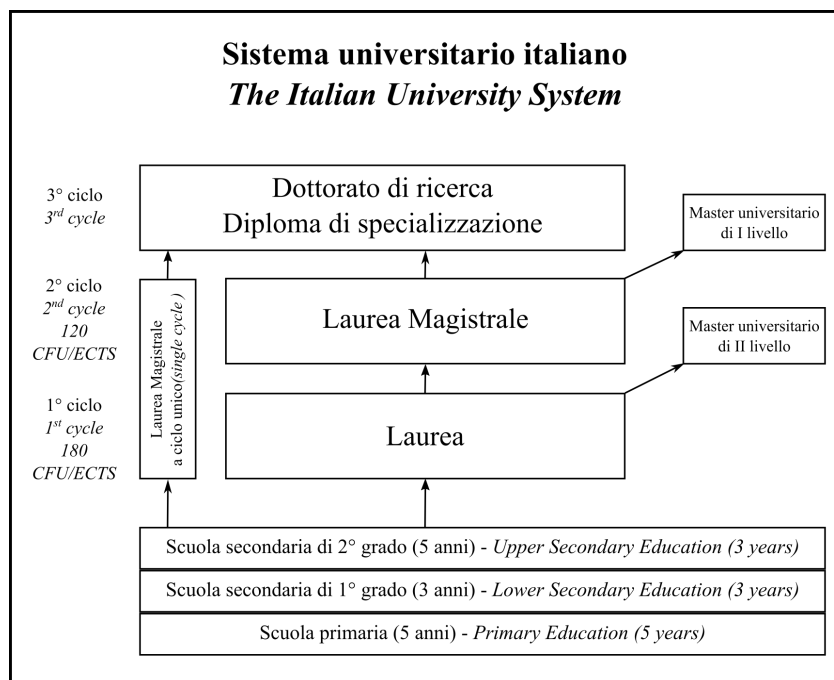 Sistema universitario italiano
The Italian University System
3° ciclo
3rd cycle
Dottorato di ricerca
Diploma di specializzazione
Master universitario
di I livello
2° ciclo
2nd cycle
120
CFU/ECTS
Laurea Magistrale
a ciclo unico(single cycle )
Laurea Magistrale
Master universitario
di II livello
1° ciclo
1st cycle
180
CFU/ECTS
Laurea
Scuola secondaria di 2° grado (5 anni) - Upper Secondary Education (3 years)
Scuola secondaria di 1° grado (3 anni) - Lower Secondary Education (3 years)
Scuola primaria (5 anni) - Primary Education (5 years)